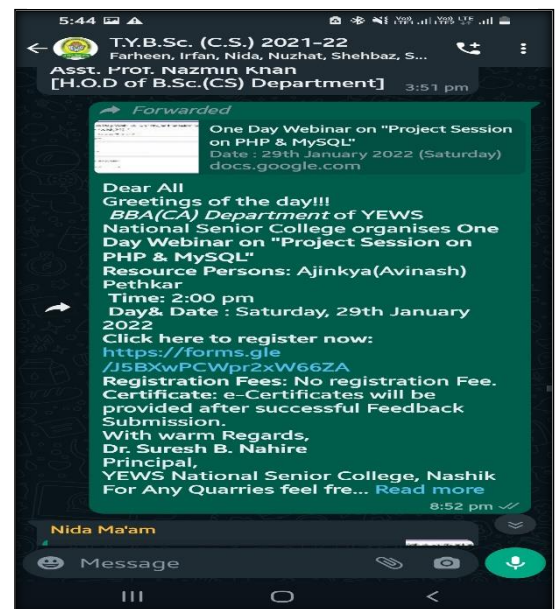 5:44
T.Y.B.Sc. (C.S.) 2021-22
Farheen, Irfan, Nida, Nuzhat, Shehbaz, S...
Asst. Prof. Nazmin Khan
[H.O.D of B.Sc.(CS) Department] 3:51 pm
Forwarded
One Day Webinar on "Project Session
on PHP & MySQL"
Date : 29th January 2022 (Saturday)
docs.google.com
Dear All
Greetings of the day!!!
BBA(CA) Department of YEWS
National Senior College organises One
Day Webinar on "Project Session on
PHP & MySQL"
Resource Persons: Ajinkya(Avinash)
Pethkar
Time: 2:00 pm
Day& Date : Saturday, 29th January
2022
Click here to register now:
https://forms.gle
/J5BXwPCWpr2xW66ZA
Registration Fees: No registration Fee.
Certificate: e-Certificates will be
provided after successful Feedback
Submission.
With warm Regards,
Dr. Suresh B. Nahire
Principal,
YEWS National Senior College, Nashik
For Any Quarries feel fre... Read more
8:52 pm
Nida Ma'am
Message